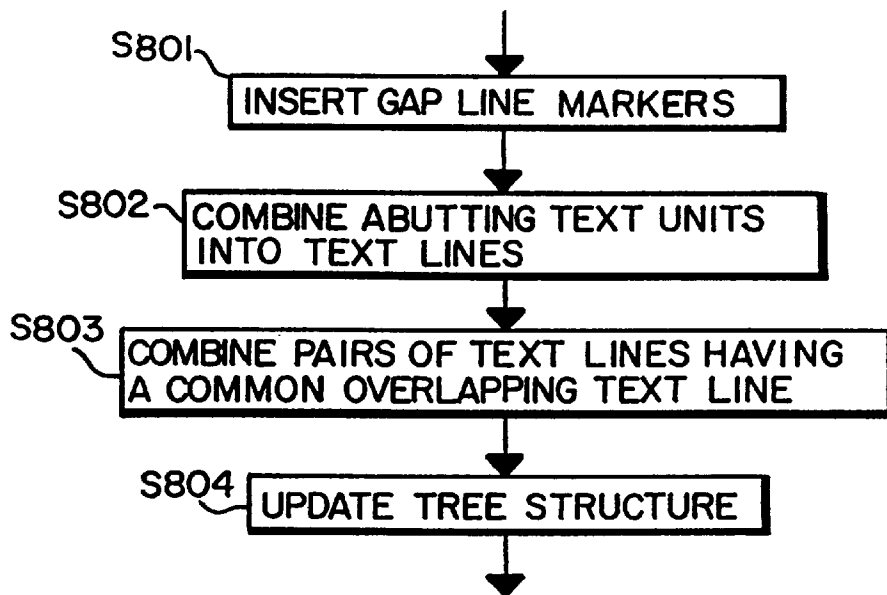 S801
INSERT GAP LINE MARKERS
S802
COMBINE ABUTTING TEXT UNITS
INTO TEXT LINES
S803
COMBINE PAIRS OF TEXT LINES HAVING
A COMMON OVERLAPPING TEXT LINE
S804
UPDATE TREE STRUCTURE